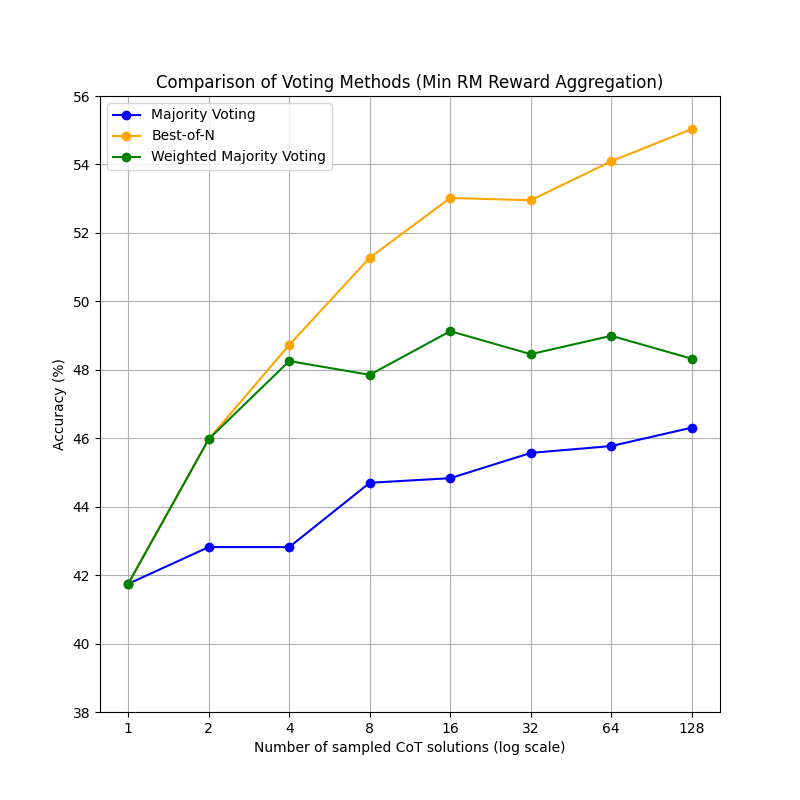 Comparison of Voting Methods (Min RM Reward Aggregation)
Majority Voting
Best-of-N
Weighted Majority Voting
56
54
52
50
48
46
44
42
40
38
Accuracy (%)
1 2 4 8 16 32 64 128
Number of sampled CoT solutions (log scale)